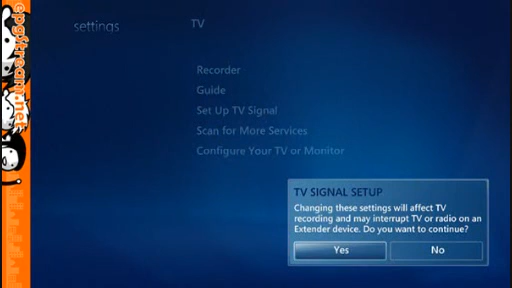 settings
TV
Recorder
Guide
Set Up TV Signal
Scan for More Services
Configure Your TV or Monitor
TV SIGNAL SETUP
Changing these settings will affect TV
recording and may interrupt TV or radio on an
Extender device. Do you want to continue?
Yes
No
epgStream.net